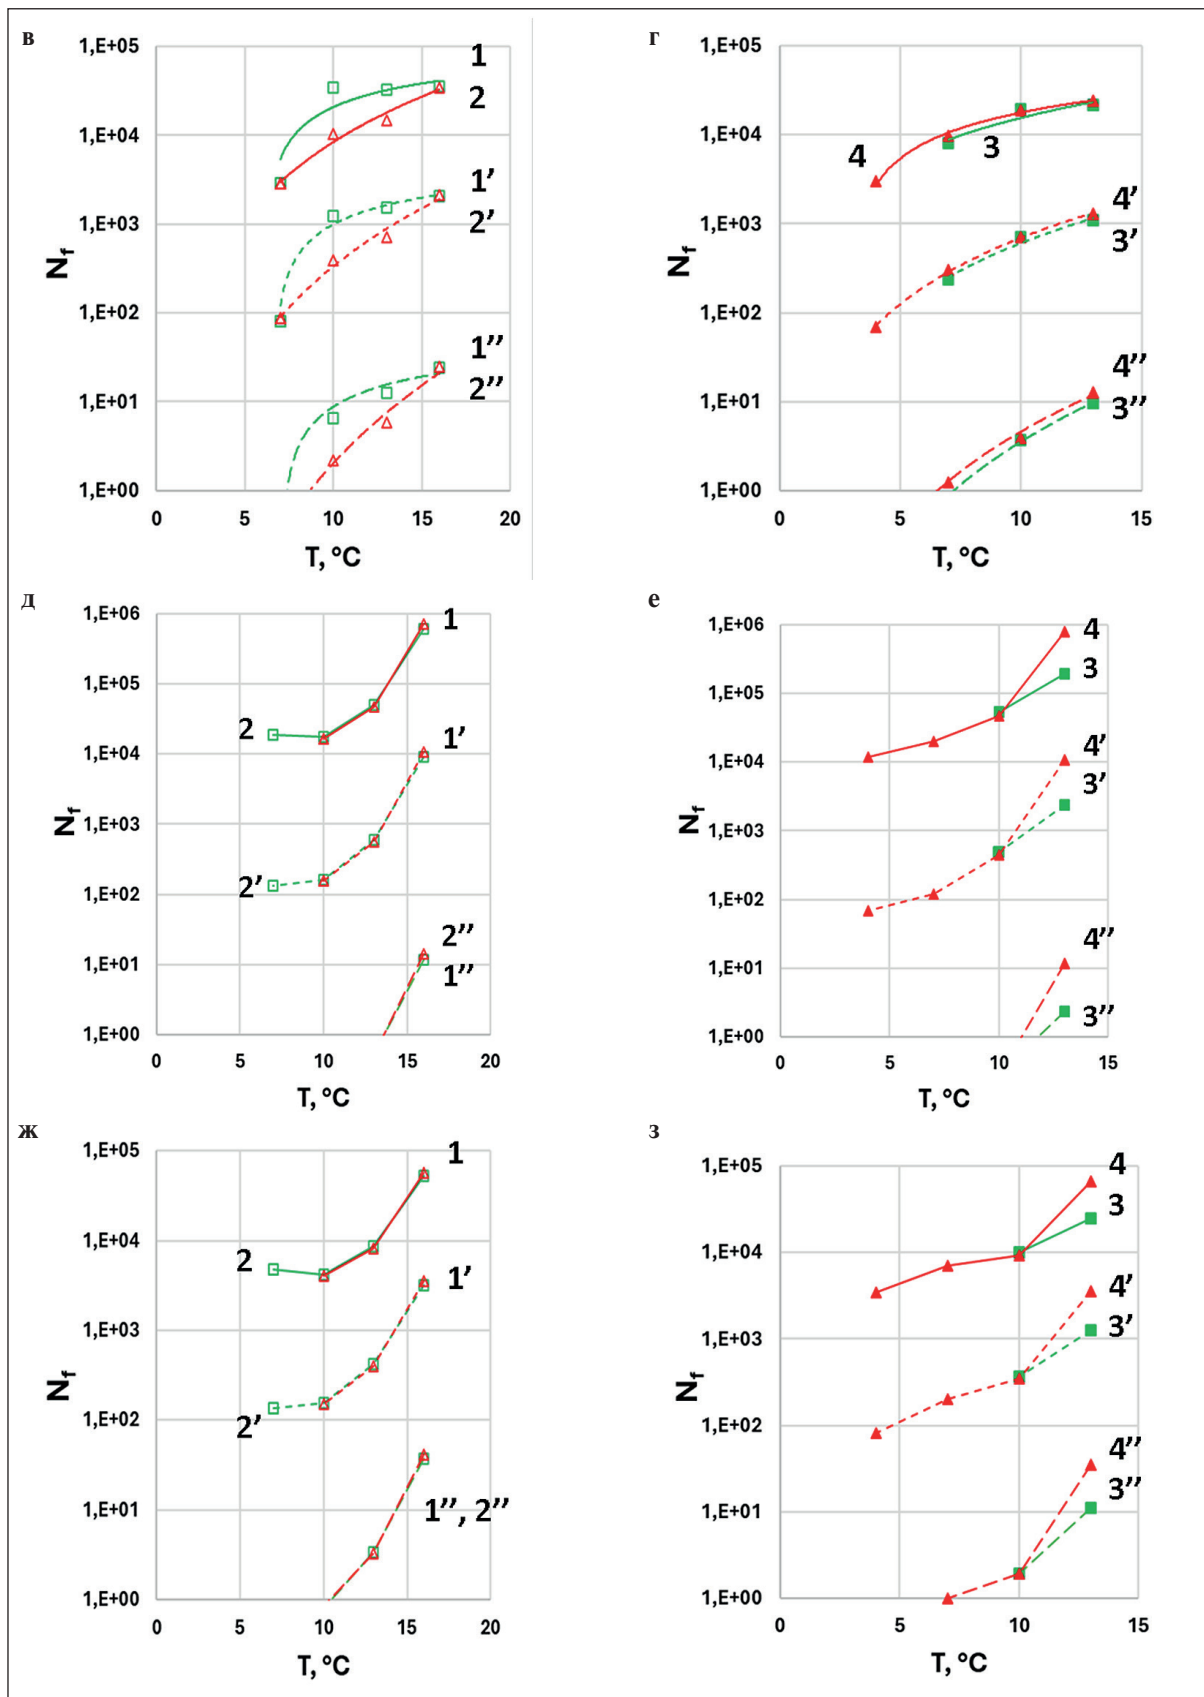 в
1,E+05
1,E+04
1,E+03
1,E+02
1,E+01
1,E+00
N_f
0 5 10 15 20
T, °C
1
2
1’
2’
1’’
2’’
г
1,E+05
1,E+04
1,E+03
1,E+02
1,E+01
1,E+00
N_f
0 5 10 15
T, °C
4
3
4’
3’
4’’
3’’
д
1,E+06
1,E+05
1,E+04
1,E+03
1,E+02
1,E+01
1,E+00
N_f
0 5 10 15 20
T, °C
1
2
1’
2’
2’’
1’’
е
1,E+06
1,E+05
1,E+04
1,E+03
1,E+02
1,E+01
1,E+00
N_f
0 5 10 15
T, °C
4
3
4’
3’
4’’
3’’
ж
1,E+05
1,E+04
1,E+03
1,E+02
1,E+01
1,E+00
N_f
0 5 10 15 20
T, °C
1
2
1’
2’
1’’, 2’’
з
1,E+05
1,E+04
1,E+03
1,E+02
1,E+01
1,E+00
N_f
0 5 10 15
T, °C
4
3
4’
3’
4’’
3’’